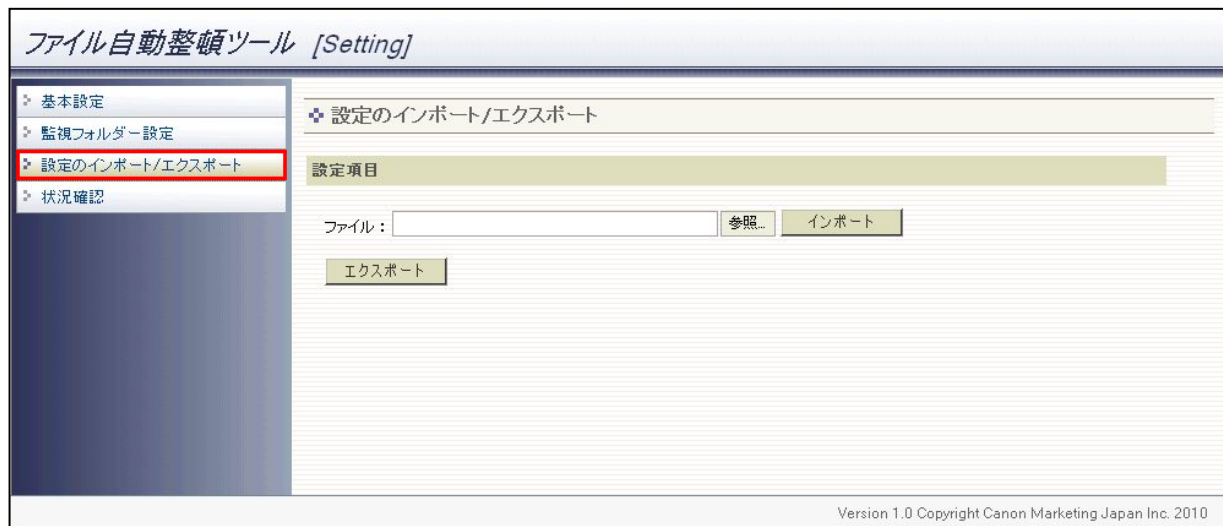 ファイル自動整頓ツール [Setting]
基本設定
監視フォルダー設定
設定のインポート/エクスポート
状況確認
設定のインポート/エクスポート
設定項目
ファイル： 参照... インポート
エクスポート
Version 1.0 Copyright Canon Marketing Japan Inc. 2010